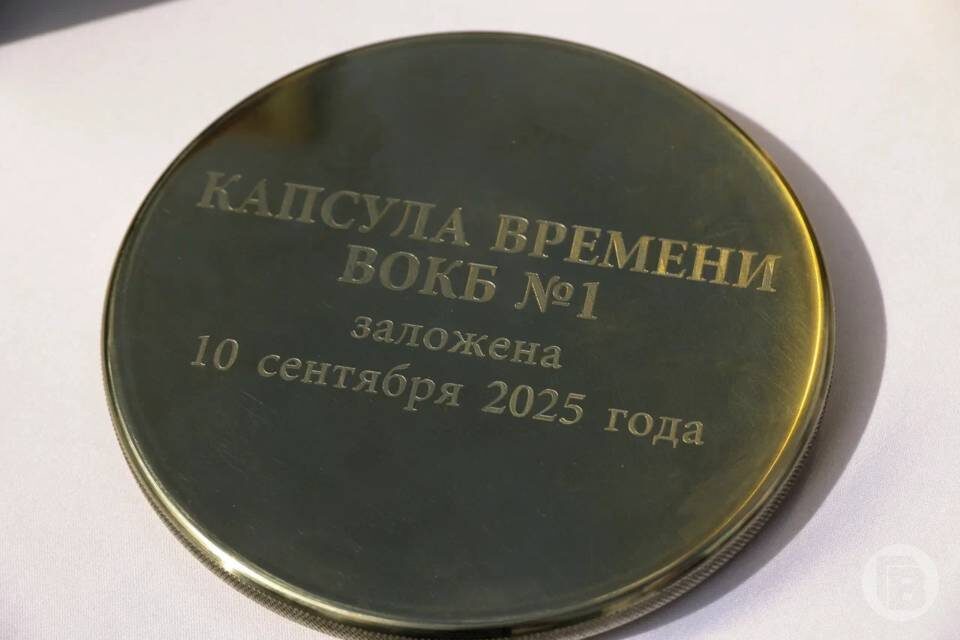 КАПСУЛА ВРЕМЕНИ
ВОКБ №1
заложена
10 сентября 2025 года